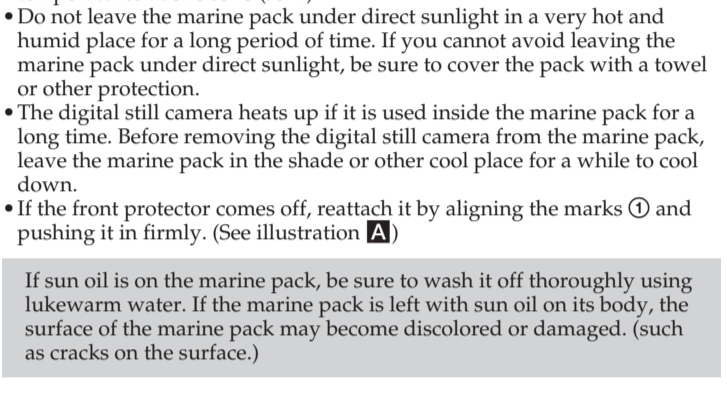 • Do not leave the marine pack under direct sunlight in a very hot and
humid place for a long period of time. If you cannot avoid leaving the
marine pack under direct sunlight, be sure to cover the pack with a towel
or other protection.
• The digital still camera heats up if it is used inside the marine pack for a
long time. Before removing the digital still camera from the marine pack,
leave the marine pack in the shade or other cool place for a while to cool
down.
• If the front protector comes off, reattach it by aligning the marks ① and
pushing it in firmly. (See illustration A)
If sun oil is on the marine pack, be sure to wash it off thoroughly using
lukewarm water. If the marine pack is left with sun oil on its body, the
surface of the marine pack may become discolored or damaged. (such
as cracks on the surface.)